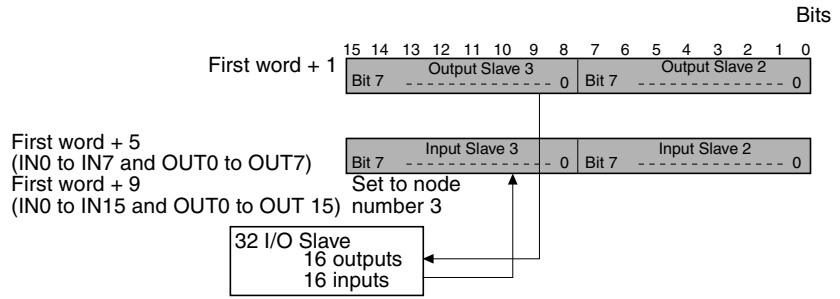 Bits
15 14 13 12 11 10 9 8 7 6 5 4 3 2 1 0
First word + 1
Output Slave 3 Output Slave 2
Bit 7 0 Bit 7 0
First word + 5
(IN0 to IN7 and OUT0 to OUT7)
Input Slave 3 Input Slave 2
Bit 7 0 Bit 7 0
First word + 9
(IN0 to IN15 and OUT0 to OUT 15)
Set to node
number 3
32 I/O Slave
16 outputs
16 inputs